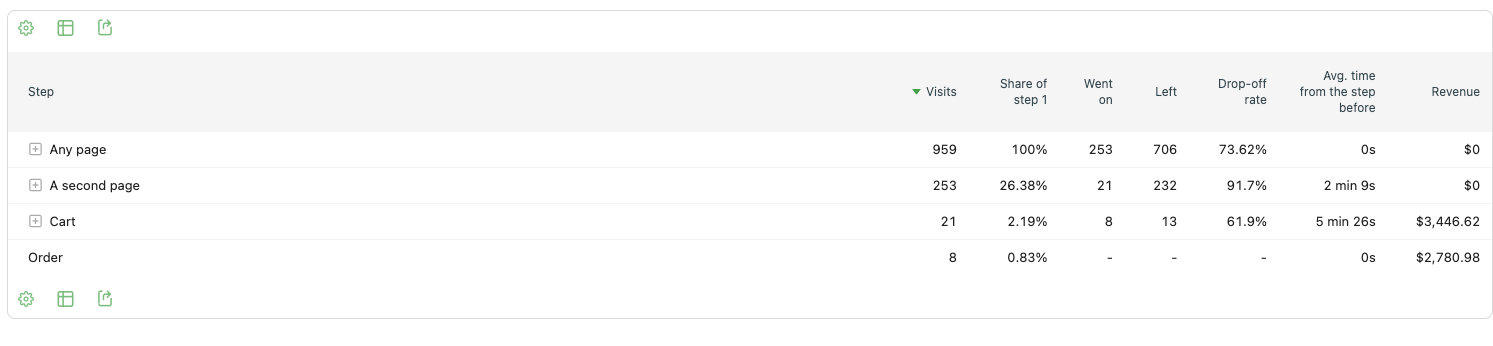 Step Visits Share of step 1 Went on Left Drop-off rate Avg. time from the step before Revenue
Any page 959 100% 253 706 73.62% 0s $0
A second page 253 26.38% 21 232 91.7% 2 min 9s $0
Cart 21 2.19% 8 13 61.9% 5 min 26s $3,446.62
Order 8 0.83% - - - 0s $2,780.98